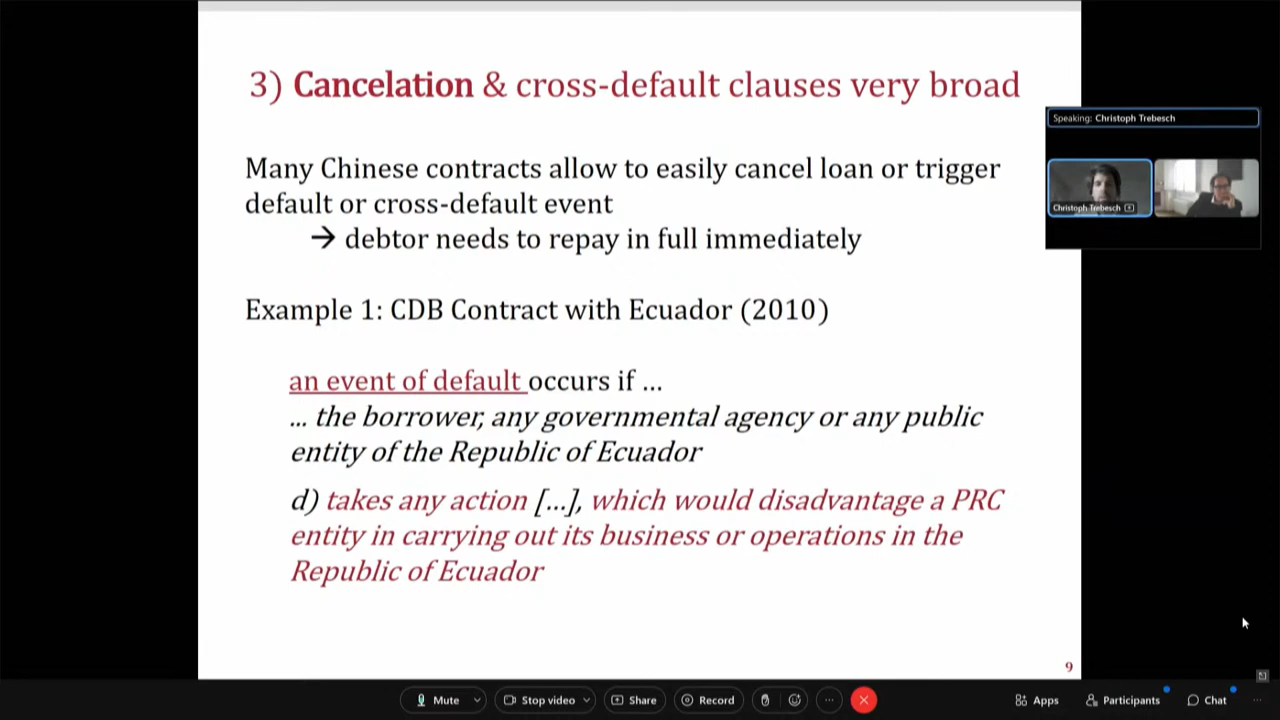 3) Cancelation & cross-default clauses very broad
Speaking: Christoph Trebesch
Christoph Trebesch
Many Chinese contracts allow to easily cancel loan or trigger
default or cross-default event
→ debtor needs to repay in full immediately
Example 1: CDB Contract with Ecuador (2010)
an event of default occurs if ...
... the borrower, any governmental agency or any public
entity of the Republic of Ecuador
d) takes any action [...], which would disadvantage a PRC
entity in carrying out its business or operations in the
Republic of Ecuador
9
Mute
Stop video
Share
Record
Apps
Participants
Chat